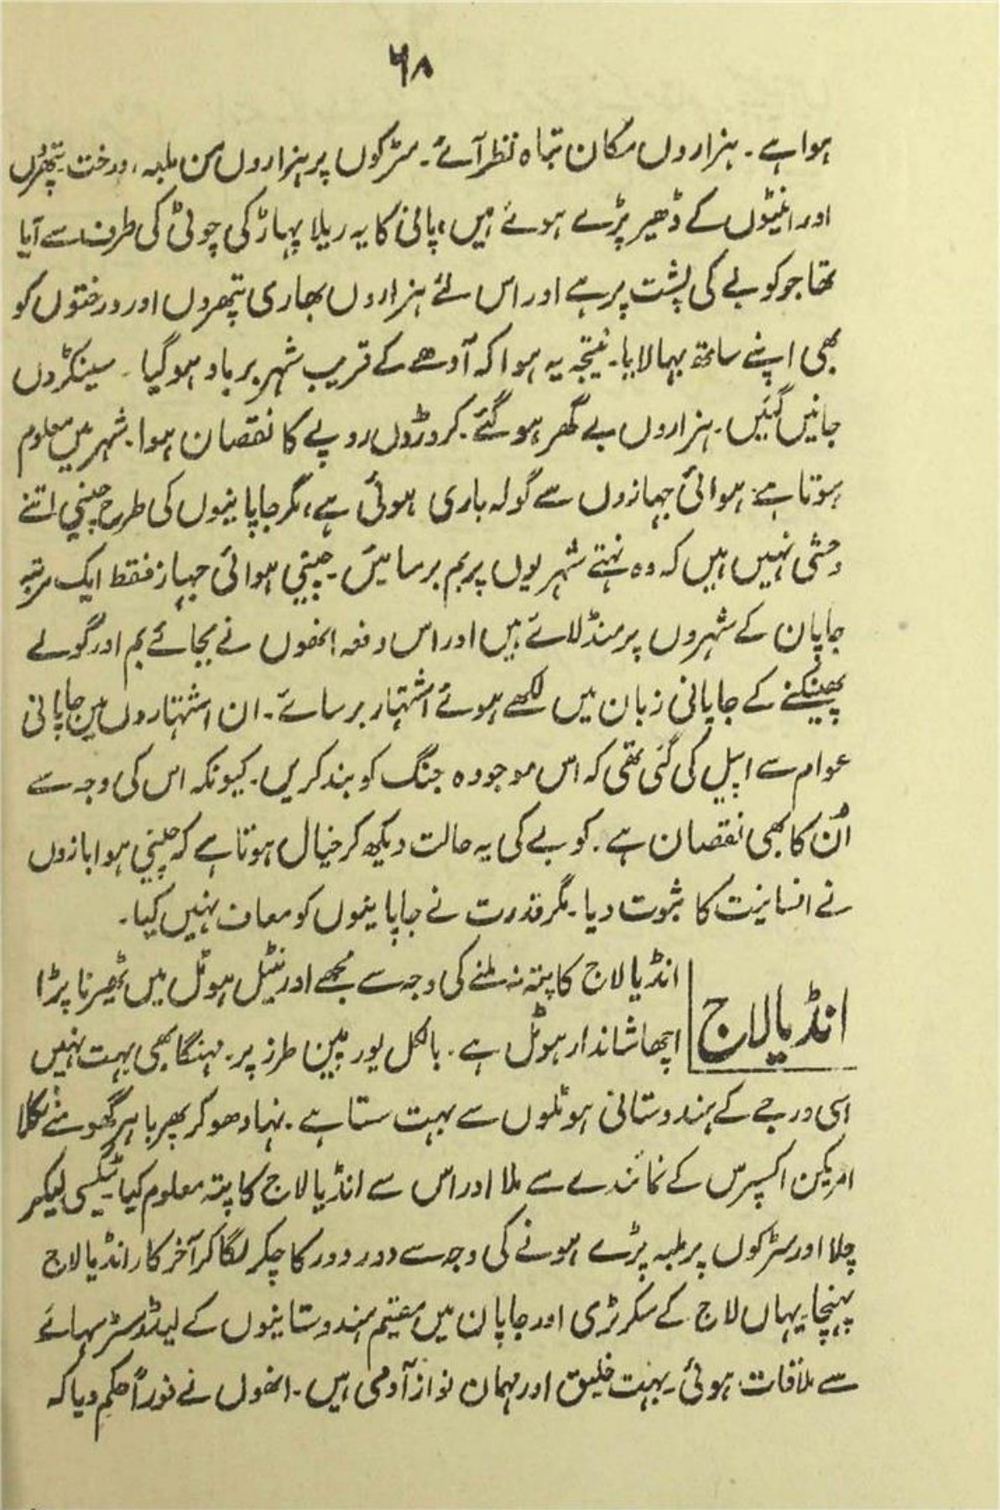 ۶۸
ہوا ہے۔ ہزاروں مکان تباہ نظر آئے۔ سڑکوں پر ہزاروں من ملبہ، درخت، پتھروں
اور اینٹوں کے ڈھیر پڑے ہوئے ہیں، پانی کا یہ ریلا پہاڑ کی چوٹی کی طرف سے آیا
تھا جو کوبے کی پشت پر ہے اور اس لئے ہزاروں بھاری پتھروں اور درختوں کو
بھی اپنے ساتھ بہا لایا۔ نتیجہ یہ ہوا کہ آدھے کے قریب شہر برباد ہو گیا۔ سینکڑوں
جانیں گئیں۔ ہزاروں بے گھر ہو گئے۔ کروڑوں روپے کا نقصان ہوا۔ شہر میں معلوم
ہوتا ہے: ہوائی جہازوں سے گولہ باری ہوئی ہے، مگر جاپانیوں کی طرح چینی اتنے
وحشی نہیں ہیں کہ وہ نہتے شہریوں پر بم برسائیں۔ چینی ہوائی جہاز فقط ایک مرتبہ
جاپان کے شہروں پر منڈلائے ہیں اور اس دفعہ انھوں نے بجائے بم اور گولے
پھینکنے کے جاپانی زبان میں لکھے ہوئے اشتہار برسائے۔ ان اشتہاروں میں جاپانی
عوام سے اپیل کی گئی تھی کہ اس موجودہ جنگ کو بند کریں۔ کیونکہ اس کی وجہ سے
اُن کا بھی نقصان ہے۔ کوبے کی یہ حالت دیکھ کر خیال ہوتا ہے کہ چینی ہوا بازوں
نے انسانیت کا ثبوت دیا۔ مگر قدرت نے جاپانیوں کو معاف نہیں کیا۔
انڈیا لاج
انڈیا لاج کا پتہ نہ ملنے کی وجہ سے مجھے اورنٹیل ہوٹل میں ٹھیرنا پڑا
اچھا شاندار ہوٹل ہے۔ بالکل یورپین طرز پر۔ مہنگا بھی بہت نہیں
اسی درجے کے ہندوستانی ہوٹلوں سے بہت سستا ہے۔ نہا دھو کر پھر باہر گھومنے نکلا
امریکن اکسپرس کے نمائندے سے ملا اور اس سے انڈیا لاج کا پتہ معلوم کیا ٹیکسی لیکر
چلا اور سڑکوں پر ملبہ پڑے ہونے کی وجہ سے دور دور کا چکر لگا کر آخر کار انڈیا لاج
پہنچا۔ یہاں لاج کے سکرٹری اور جاپان میں مقیم ہندوستانیوں کے لیڈر مسٹر سہائے
سے ملاقات ہوئی۔ بہت خلیق اور مہمان نواز آدمی ہیں۔ انھوں نے فوراً حکم دیا کہ